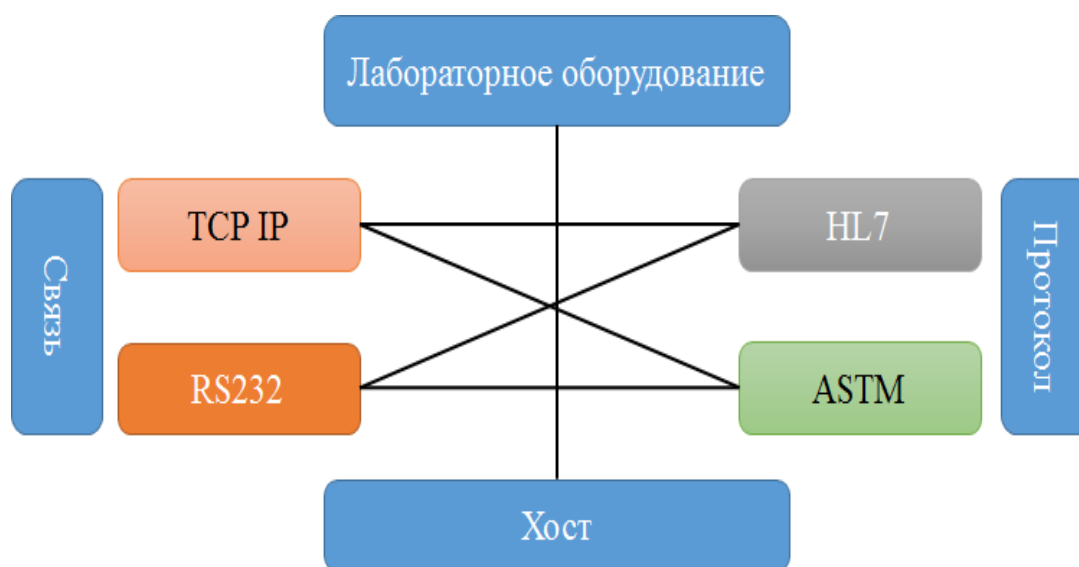 Лабораторное оборудование
Связь
TCP IP
HL7
Протокол
RS232
ASTM
Хост